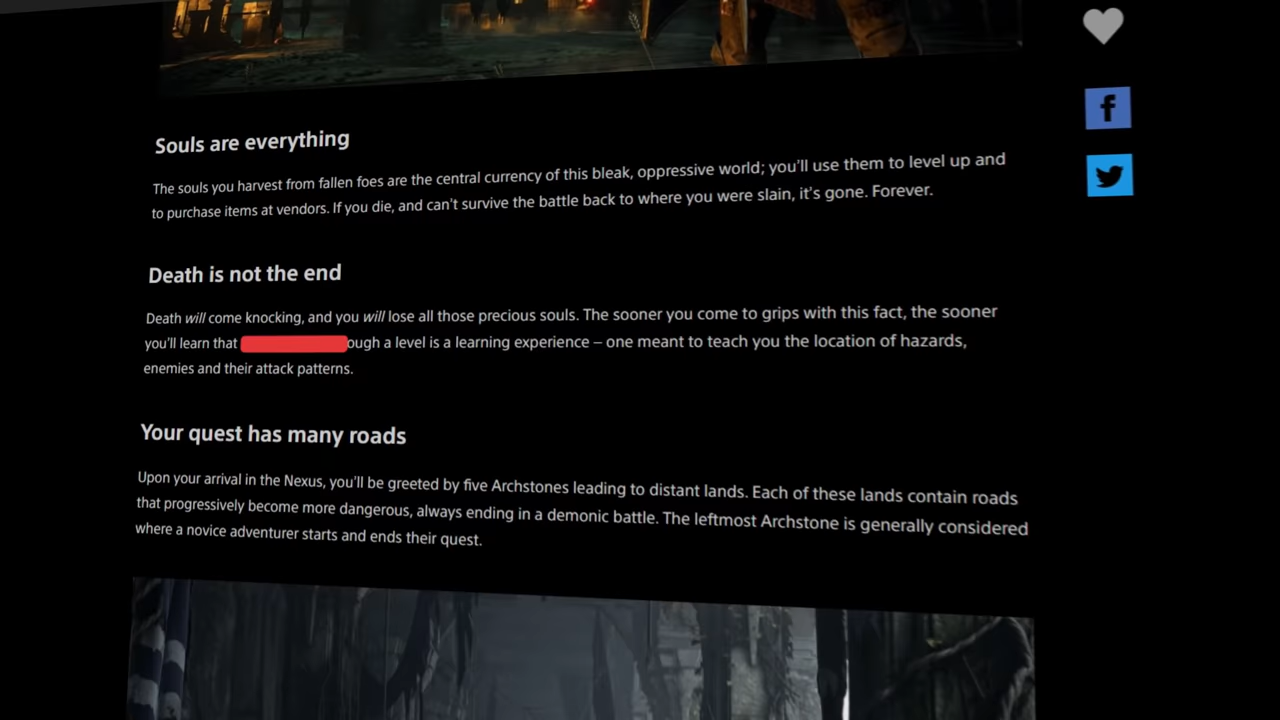 Souls are everything
The souls you harvest from fallen foes are the central currency of this bleak, oppressive world; you'll use them to level up and
to purchase items at vendors. If you die, and can't survive the battle back to where you were slain, it's gone. Forever.
Death is not the end
Death will come knocking, and you will lose all those precious souls. The sooner you come to grips with this fact, the sooner
you'll learn that ough a level is a learning experience – one meant to teach you the location of hazards,
enemies and their attack patterns.
Your quest has many roads
Upon your arrival in the Nexus, you'll be greeted by five Archstones leading to distant lands. Each of these lands contain roads
that progressively become more dangerous, always ending in a demonic battle. The leftmost Archstone is generally considered
where a novice adventurer starts and ends their quest.